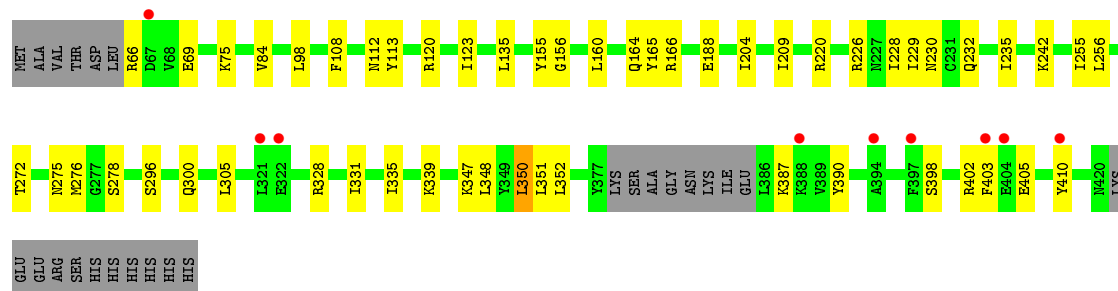 MET ALA VAL THR ASP LEU R66 D67 V68 E69 K75 V84 L98 F108 N112 Y113 R120 I123 L135 Y155 G156 L160 Q164 Y165 R166 E188 I204 I209 R220 R226 N227 I228 I229 N230 C231 Q232 I235 K242 I255 L256
T272 N275 M276 G277 S278 S296 Q300 L305 L321 E322 R328 I331 L335 K339 K347 L348 Y349 L350 L351 L352 Y377 LYS SER ALA GLY ASN LYS ILE GLU L386 K387 K388 V389 Y390 A394 F397 S398 R402 F403 E404 E405 Y410 N420 LYS
GLU GLU ARG SER HIS HIS HIS HIS HIS HIS